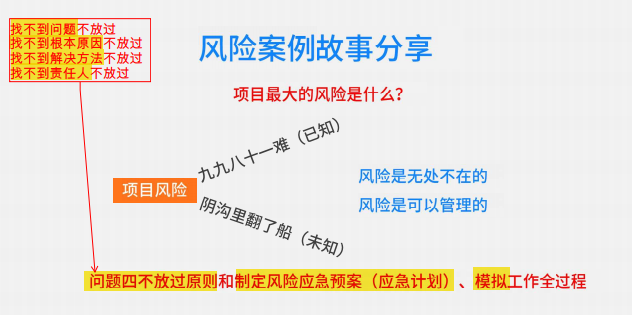 找不到问题不放过
找不到根本原因不放过
找不到解决方法不放过
找不到责任人不放过
风险案例故事分享
项目最大的风险是什么？
九九八十一难（已知）
项目风险
阴沟里翻了船（未知）
风险是无处不在的
风险是可以管理的
问题四不放过原则和制定风险应急预案（应急计划）、模拟工作全过程